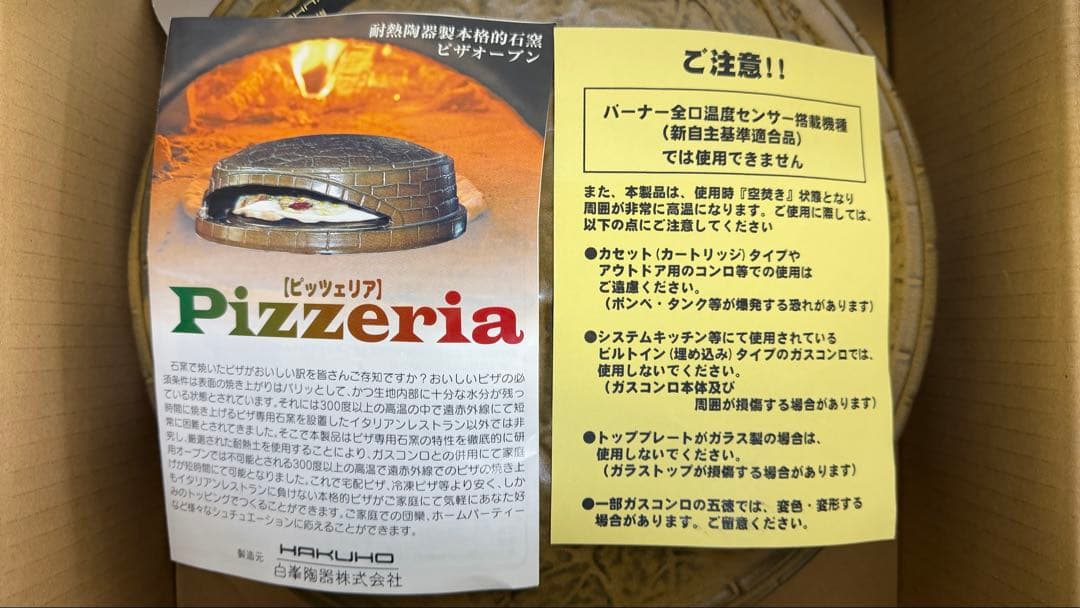 耐熱陶器製本格的石窯
ピザオーブン
【ピッツェリア】
Pizzeria
石窯で焼いたピザがおいしい訳を皆さんご存知ですか？おいしいピザの必
須条件は表面の焼き上がりはパリッとして、かつ生地内部に十分な水分が残っ
ている状態とされています。それには300度以上の高温の中で遠赤外線にて短
時間に焼き上げるピザ専用石窯を設置したイタリアンレストラン以外では非
常に困難とされてきました。そこで本製品はピザ専用石窯の特性を徹底的に研
究し、厳選された耐熱土を使用することにより、ガスコンロとの併用にて家庭
用オーブンでは不可能とされる300度以上の高温で遠赤外線でのピザの焼き上
げが短時間にて可能となりました。これで宅配ピザ、冷凍ピザ等より安く、しか
もイタリアンレストランに負けない本格的ピザがご家庭にて気軽にあなた好
みのトッピングでつくることができます。ご家庭での団欒、ホームパーティー
など様々なシュチュエーションに応えることができます。
製造元 HAKUHO
白峯陶器株式会社
ご注意!!
バーナー全口温度センサー搭載機種
（新自主基準適合品）
では使用できません
また、本製品は、使用時『空焚き』状態となり
周囲が非常に高温になります。ご使用に際しては、
以下の点にご注意してください
●カセット（カートリッジ）タイプや
アウトドア用のコンロ等での使用は
ご遠慮ください。
（ボンベ・タンク等が爆発する恐れがあります）
●システムキッチン等にて使用されている
ビルトイン（埋め込み）タイプのガスコンロでは、
使用しないでください。
（ガスコンロ本体及び
周囲が損傷する場合があります）
●トッププレートがガラス製の場合は、
使用しないでください。
（ガラストップが損傷する場合があります）
●一部ガスコンロの五徳では、変色・変形する
場合があります。ご留意ください。